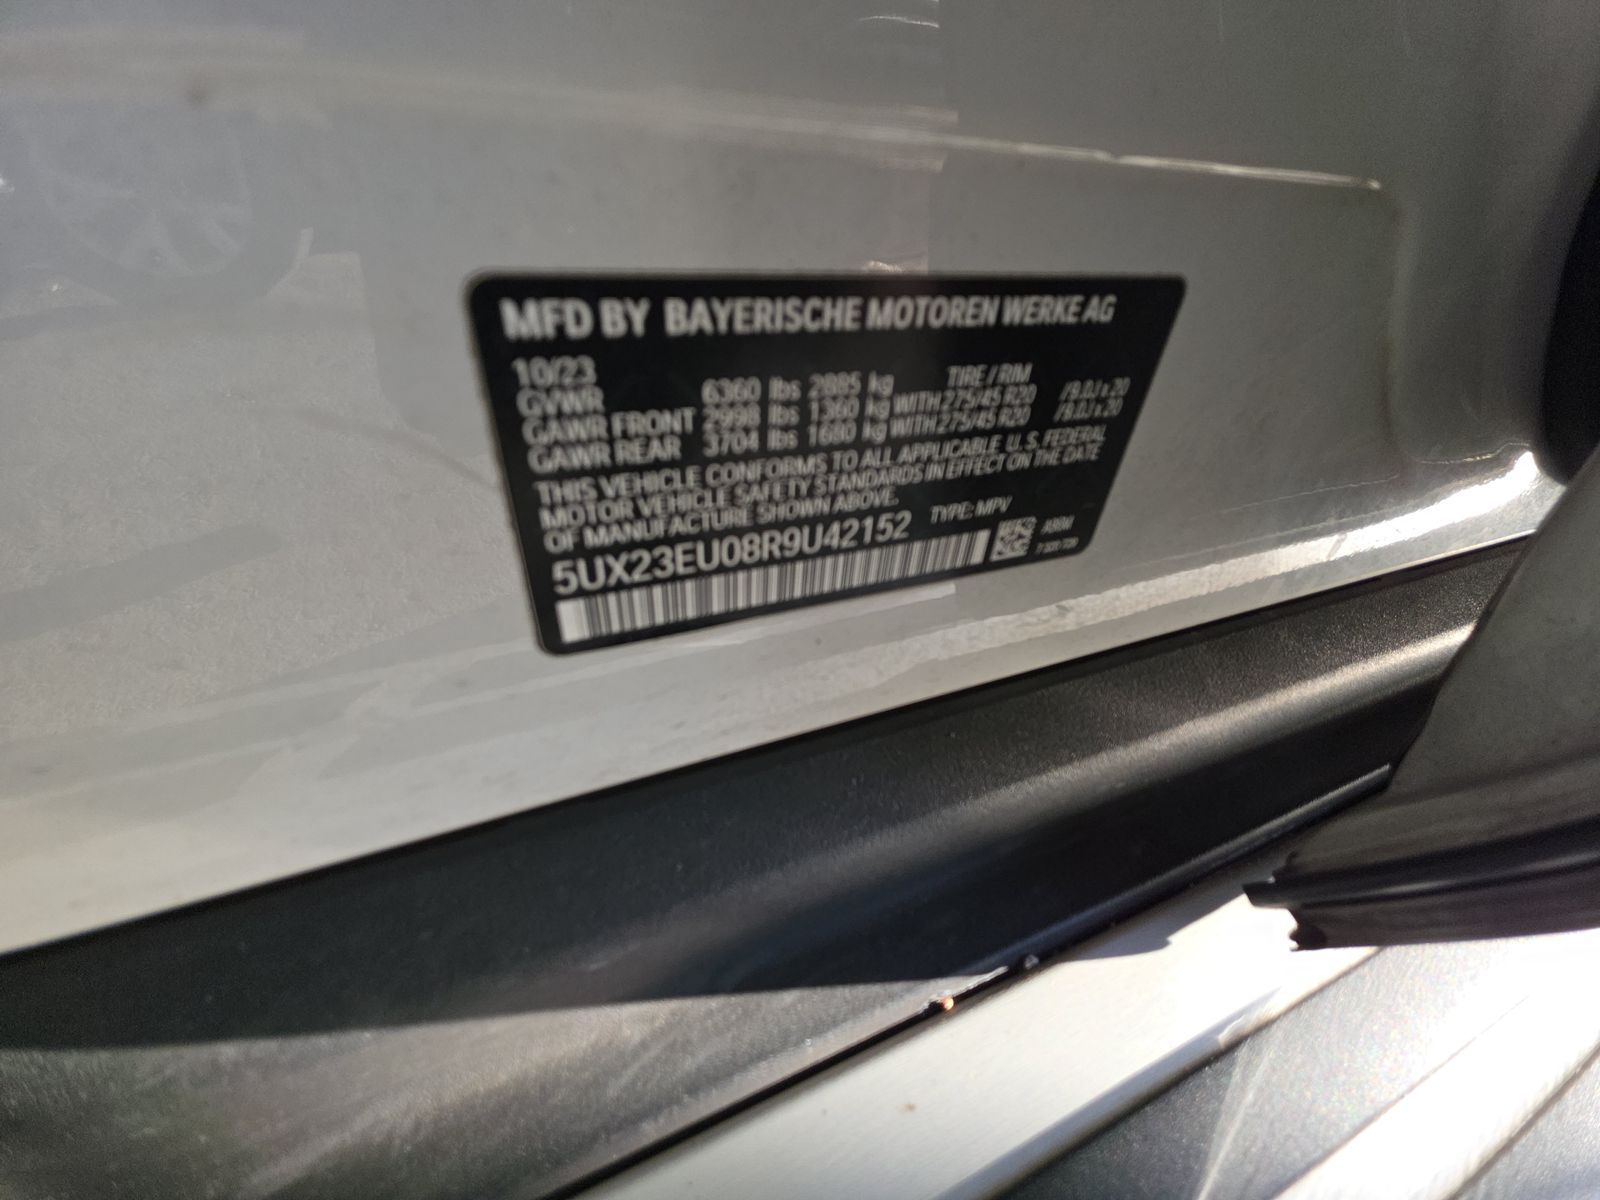 MFD BY BAYERISCHE MOTOREN WERKE AG
10/23
GVWR 6360 lbs 2885 kg TIRE / RIM
GAWR FRONT 2998 lbs 1360 kg WITH 275/45 R20 /9.0J x 20
GAWR REAR 3704 lbs 1680 kg WITH 275/45 R20 /9.0J x 20
THIS VEHICLE CONFORMS TO ALL APPLICABLE U.S. FEDERAL
MOTOR VEHICLE SAFETY STANDARDS IN EFFECT ON THE DATE
OF MANUFACTURE SHOWN ABOVE.
5UX23EU08R9U42152 TYPE: MPV